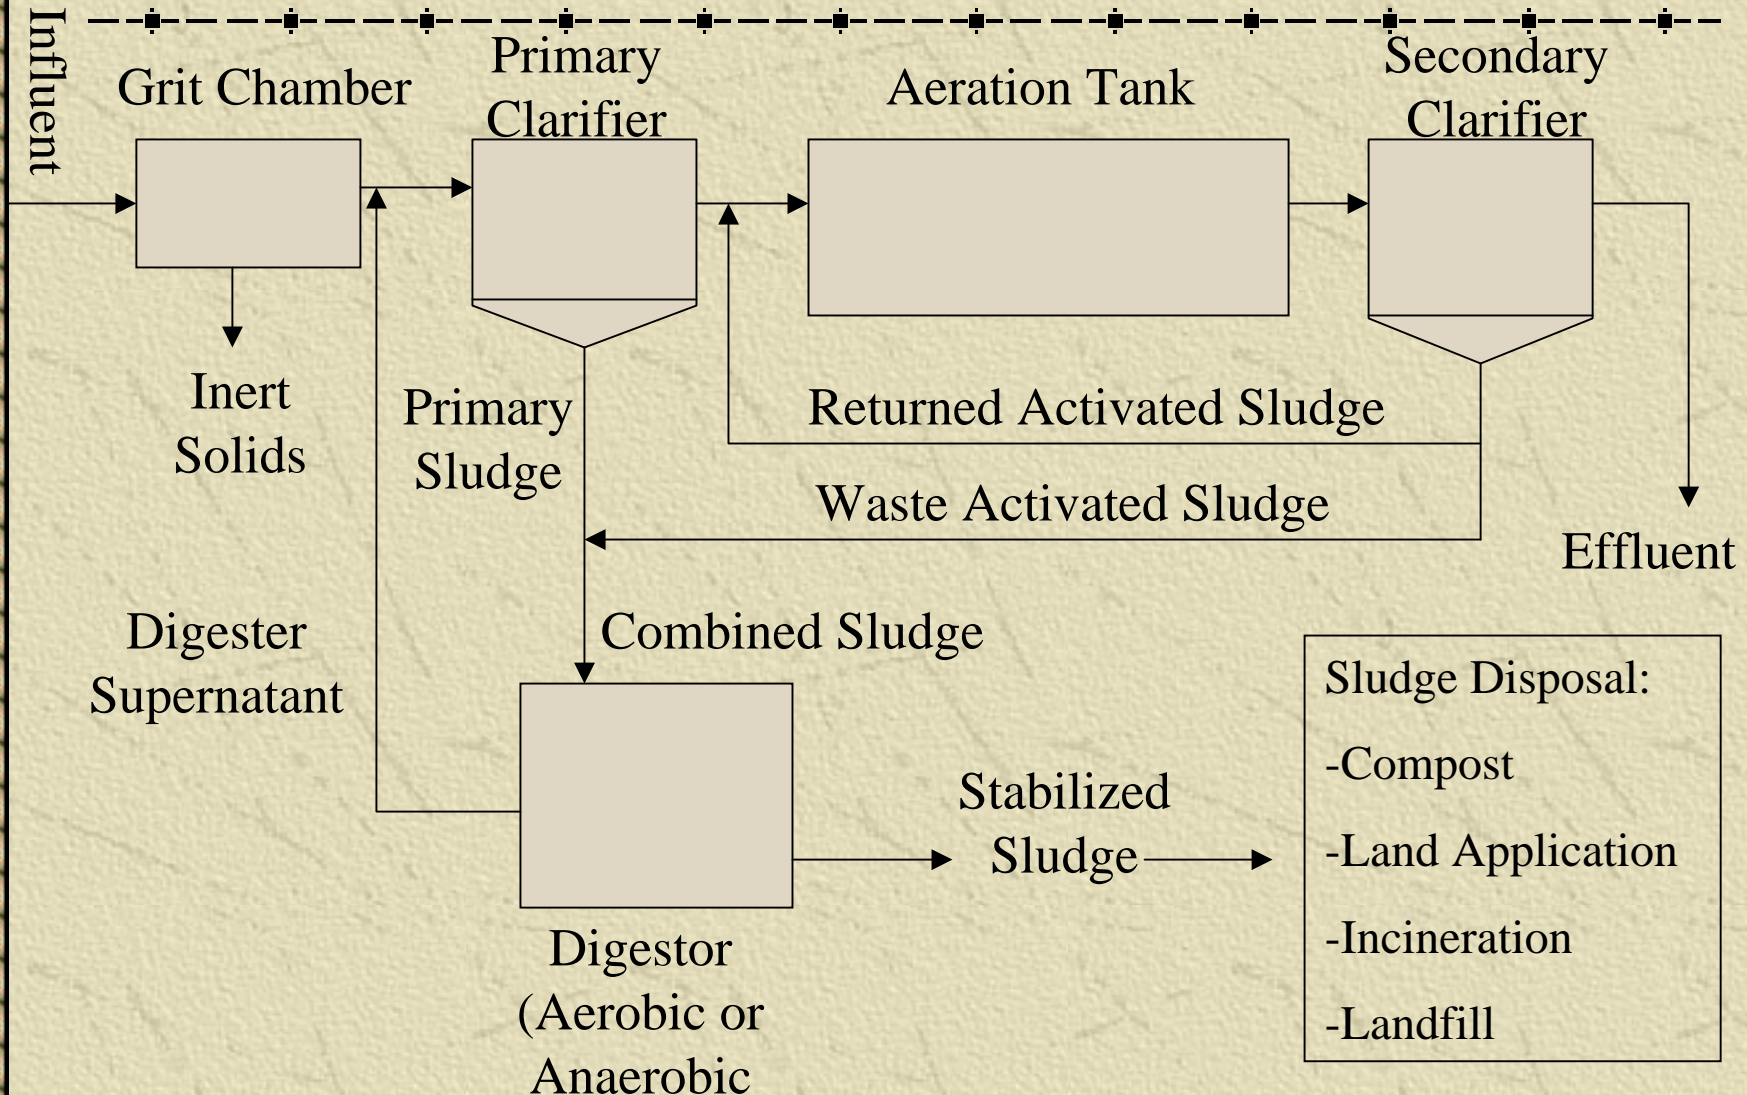 Influent
Grit Chamber
Primary
Clarifier
Aeration Tank
Secondary
Clarifier
Inert
Solids
Primary
Sludge
Returned Activated Sludge
Waste Activated Sludge
Effluent
Digester
Supernatant
Combined Sludge
Stabilized
Sludge
Sludge Disposal:
-Compost
-Land Application
-Incineration
-Landfill
Digestor
(Aerobic or
Anaerobic